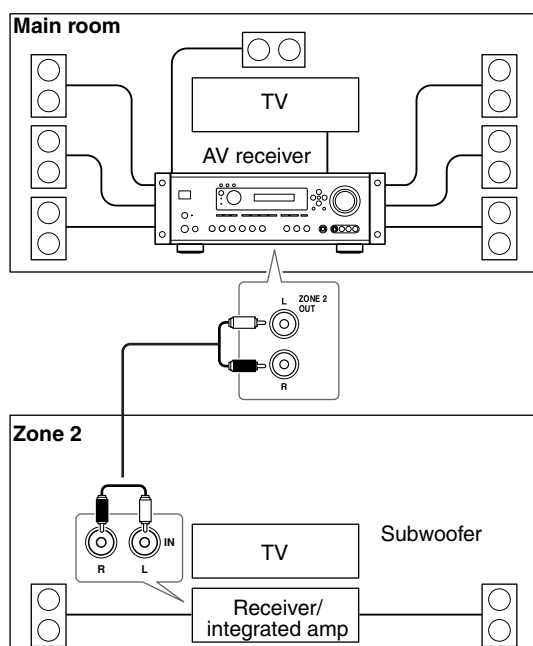 Main room
TV
AV receiver
L
ZONE 2
OUT
R
Zone 2
IN
R
L
TV
Subwoofer
Receiver/
integrated amp